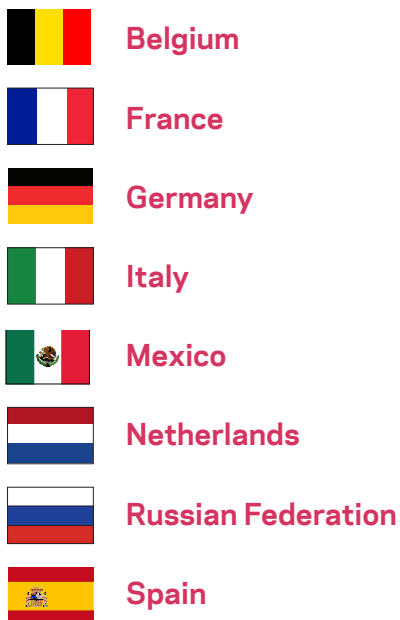 Belgium
France
Germany
Italy
Mexico
Netherlands
Russian Federation
Spain